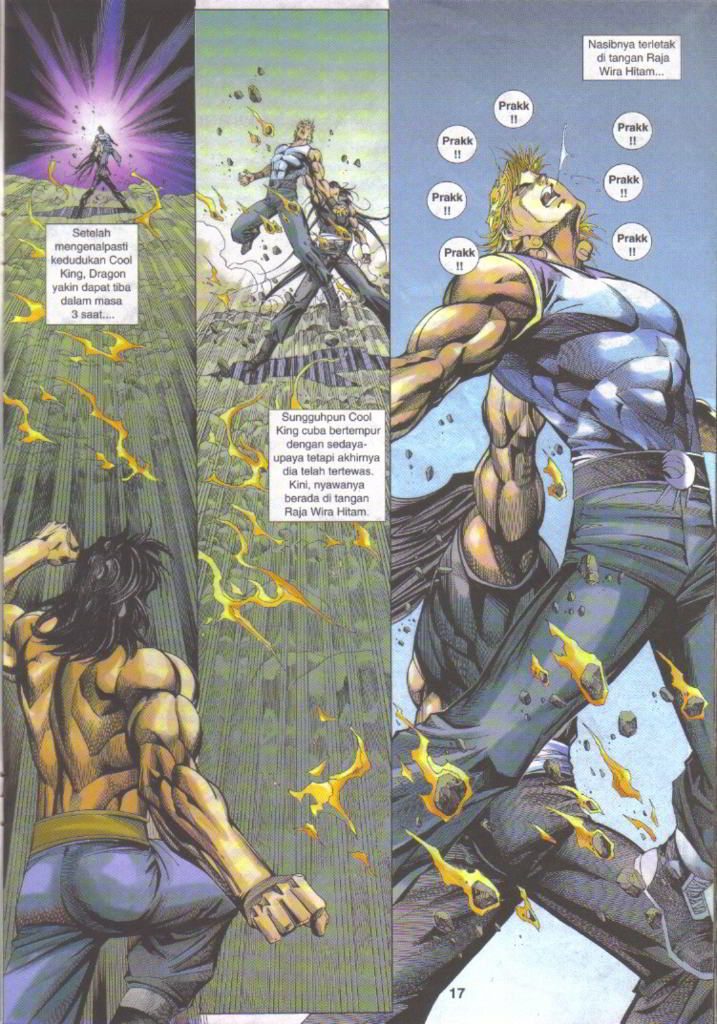 Setelah
mengenalpasti
kedudukan Cool
King, Dragon
yakin dapat tiba
dalam masa
3 saat....
Sungguhpun Cool
King cuba bertempur
dengan sedaya-
upaya tetapi akhirnya
dia telah tertewas.
Kini, nyawanya
berada di tangan
Raja Wira Hitam.
Nasibnya terletak
di tangan Raja
Wira Hitam...
Prakk
!!
Prakk
!!
Prakk
!!
Prakk
!!
Prakk
!!
Prakk
!!
Prakk
!!
17